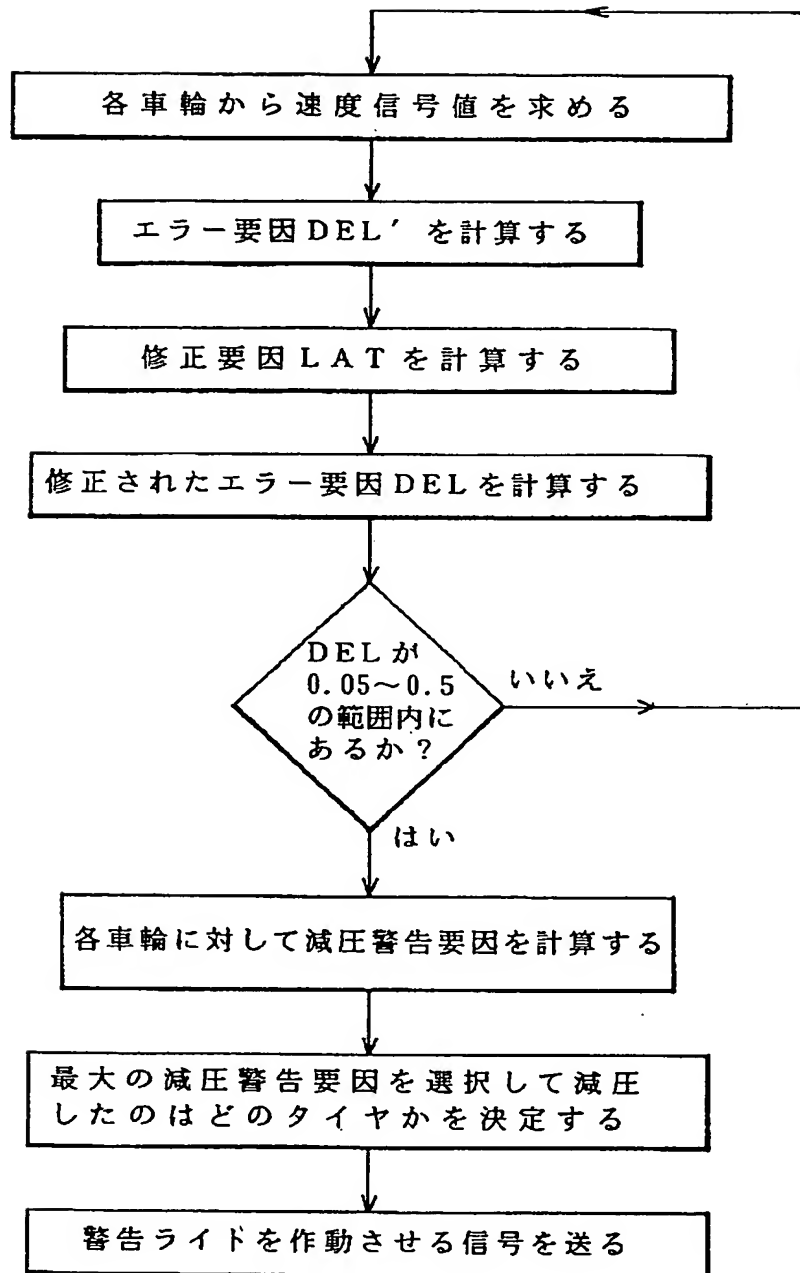 各車輪から速度信号値を求める
エラー要因DEL′を計算する
修正要因LATを計算する
修正されたエラー要因DELを計算する
DELが
0.05~0.5
の範囲内に
あるか?
いいえ
はい
各車輪に対して減圧警告要因を計算する
最大の減圧警告要因を選択して減圧
したのはどのタイヤかを決定する
警告ライドを作動させる信号を送る